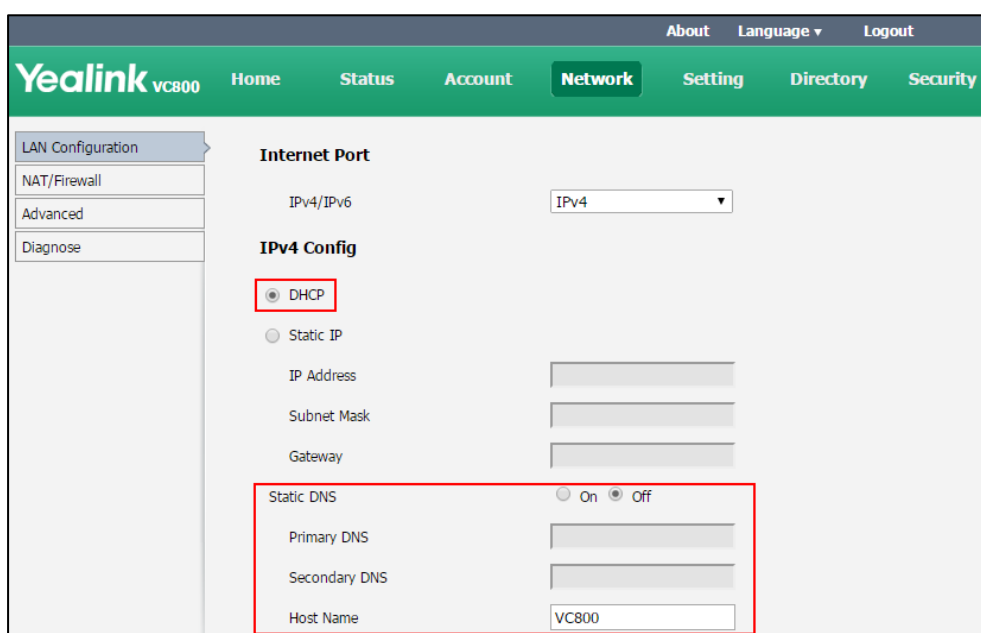 About Language ▾ Logout
Yealink VC800 Home Status Account Network Setting Directory Security
LAN Configuration
NAT/Firewall
Advanced
Diagnose
Internet Port
IPv4/IPv6 IPv4
IPv4 Config
DHCP
Static IP
IP Address
Subnet Mask
Gateway
Static DNS On Off
Primary DNS
Secondary DNS
Host Name VC800